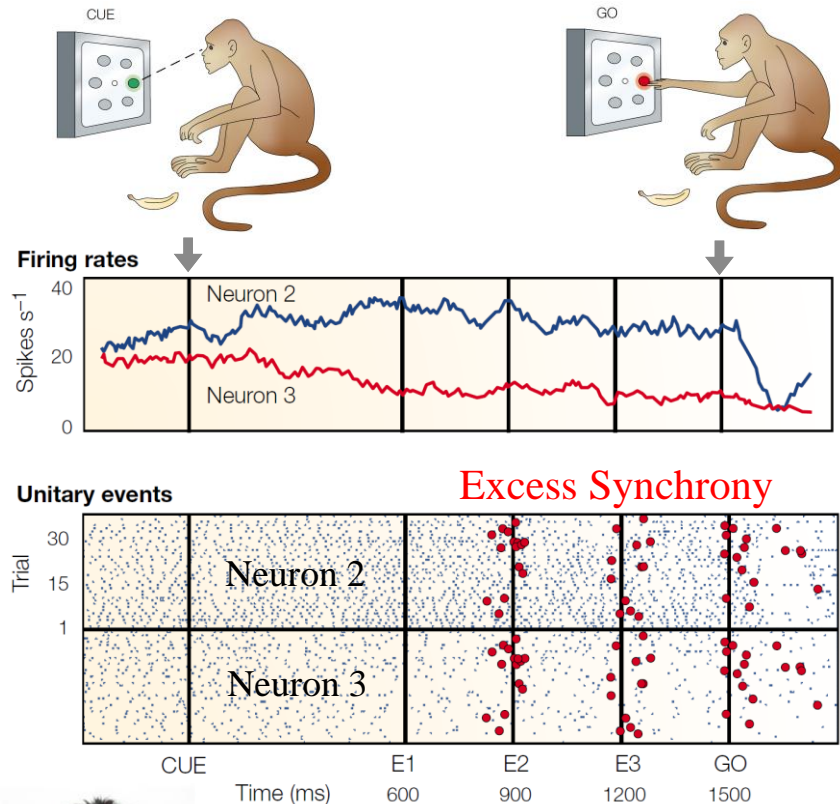 CUE
GO
Firing rates
40
20
0
Spikes s⁻¹
Neuron 2
Neuron 3
Excess Synchrony
Unitary events
30
15
1
Trial
Neuron 2
Neuron 3
CUE E1 E2 E3 GO
Time (ms) 600 900 1200 1500